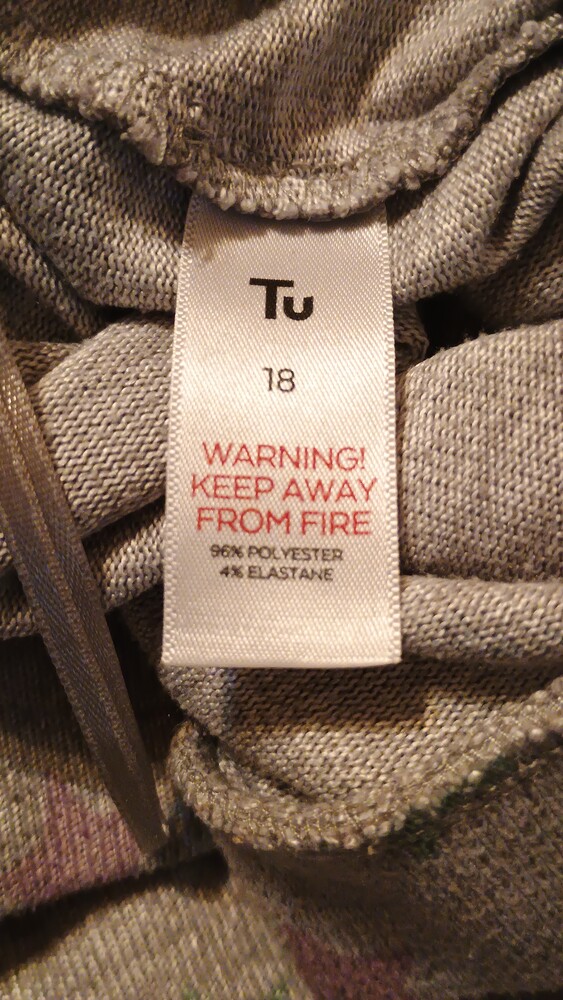 Tu
18
WARNING!
KEEP AWAY
FROM FIRE
96% POLYESTER
4% ELASTANE